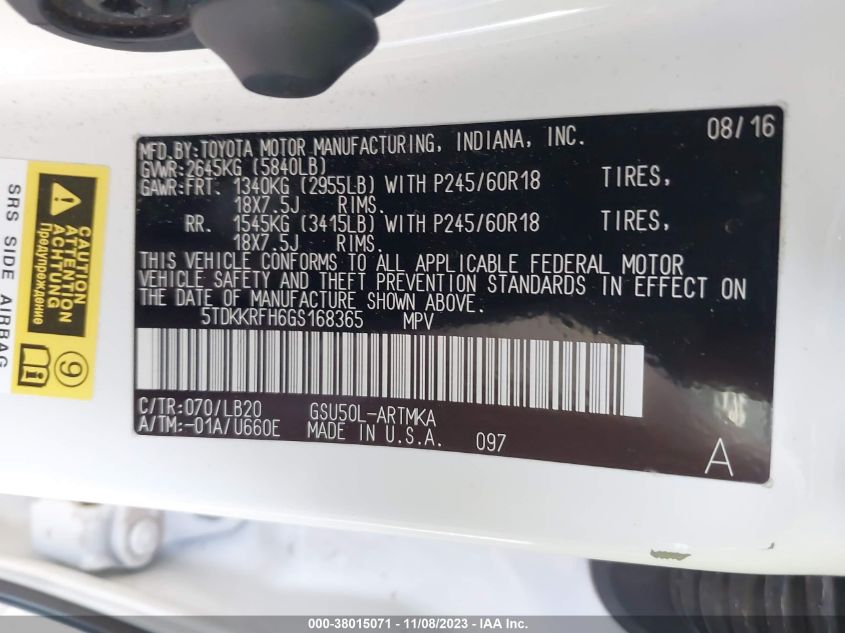 MFD.BY:TOYOTA MOTOR MANUFACTURING, INDIANA, INC. 08/16
GVWR:2645KG (5840LB)
GAWR:FRT. 1340KG (2955LB) WITH P245/60R18 TIRES,
18X7.5J RIMS.
RR. 1545KG (3415LB) WITH P245/60R18 TIRES,
18X7.5J RIMS.
THIS VEHICLE CONFORMS TO ALL APPLICABLE FEDERAL MOTOR
VEHICLE SAFETY AND THEFT PREVENTION STANDARDS IN EFFECT ON
THE DATE OF MANUFACTURE SHOWN ABOVE.
5TDKKRFH6GS168365 MPV
C/TR:070/LB20 GSU50L-ARTMKA
A/TM:-01A/U660E MADE IN U.S.A. 097
A
SRS SIDE AIRBAG
CAUTION
ATTENTION
ACHTUNG
Предупреждение
9
000-38015071 - 11/08/2023 - IAA Inc.